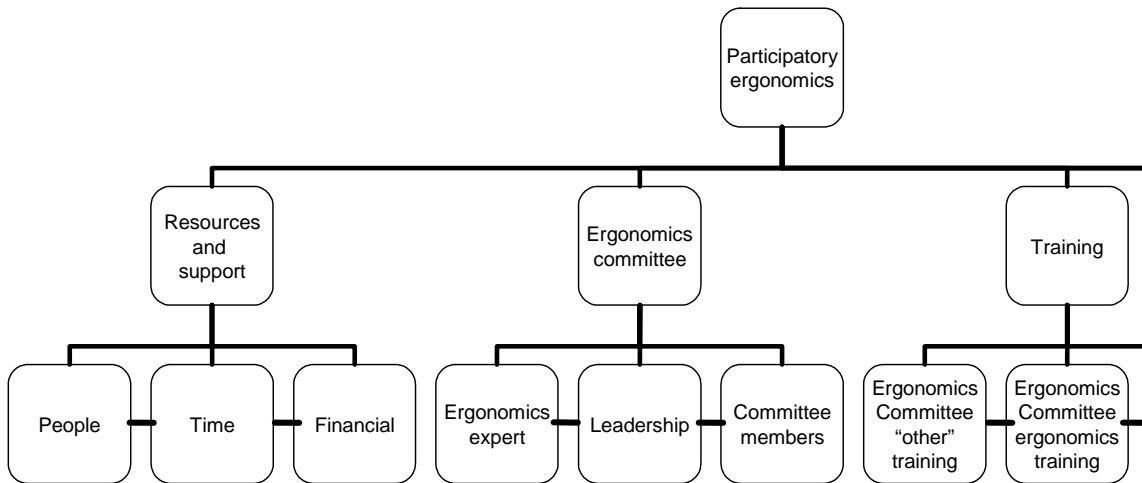 Participatory
ergonomics
Resources
and
support
Ergonomics
committee
Training
People
Time
Financial
Ergonomics
expert
Leadership
Committee
members
Ergonomics
Committee
“other”
training
Ergonomics
Committee
ergonomics
training